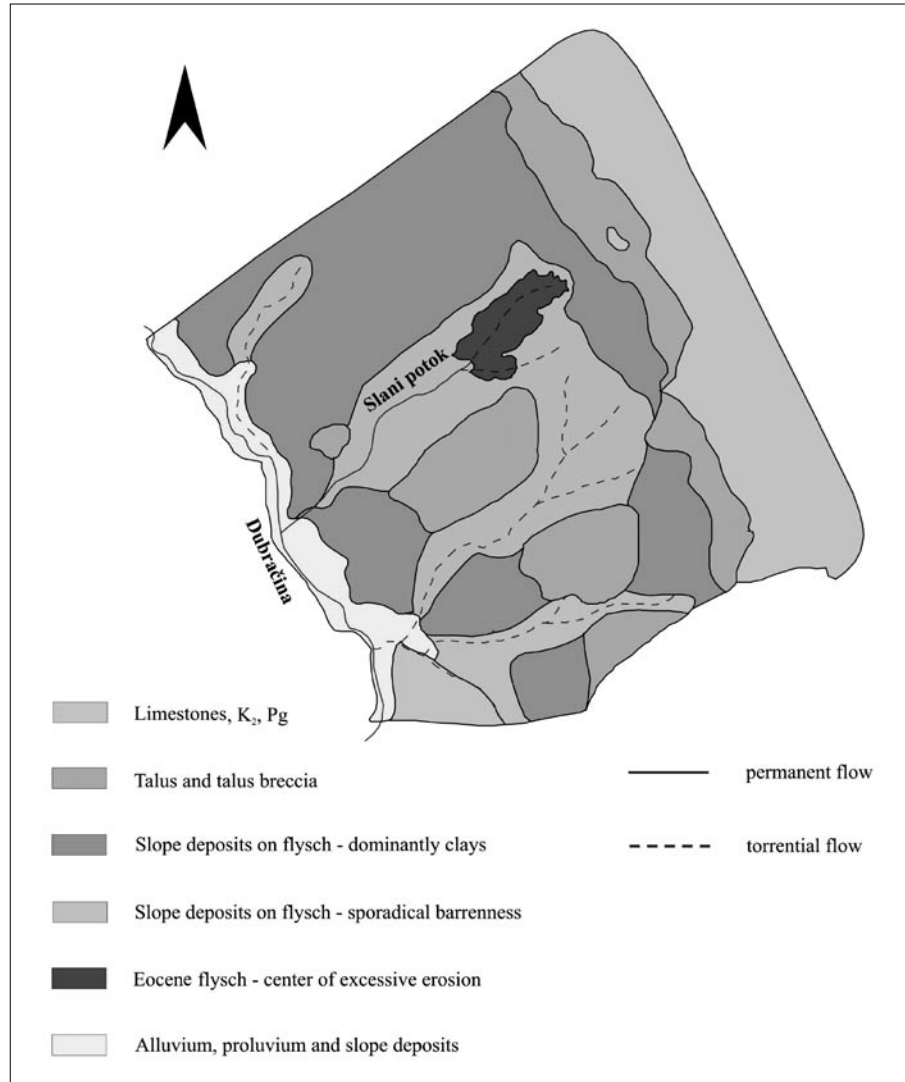 Slani potok
Dubračina
Limestones, K₂, Pg
Talus and talus breccia
permanent flow
Slope deposits on flysch - dominantly clays
torrential flow
Slope deposits on flysch - sporadical barrenness
Eocene flysch - center of excessive erosion
Alluvium, proluvium and slope deposits